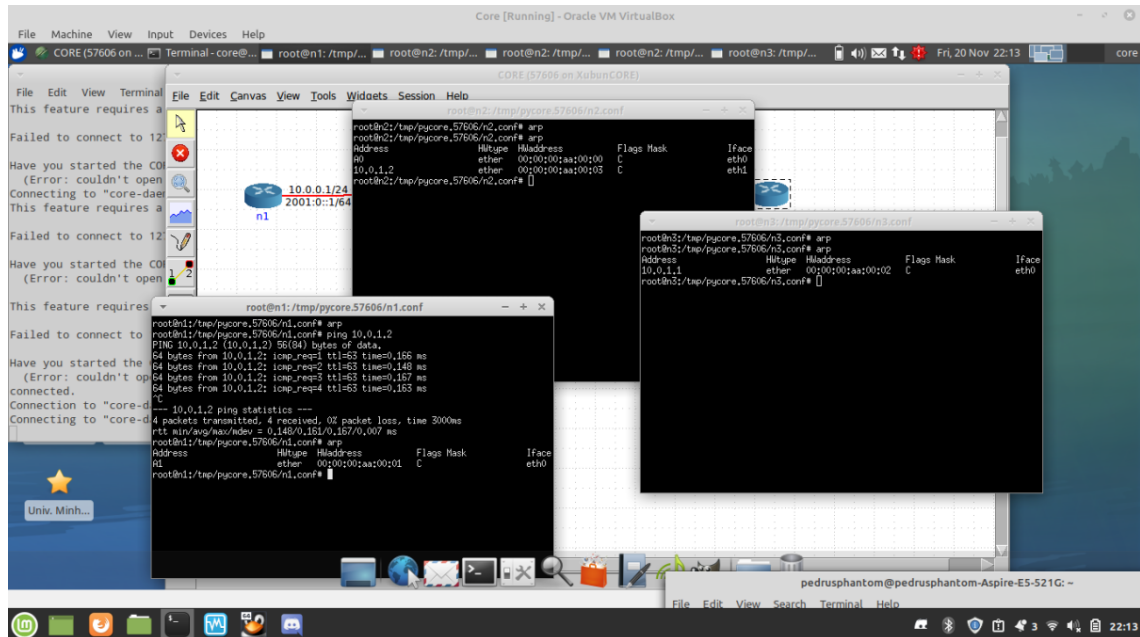 Core [Running] - Oracle VM VirtualBox
File Machine View Input Devices Help
CORE (57606 on ... Terminal - core@... root@n1: /tmp/... root@n2: /tmp/... root@n2: /tmp/... root@n2: /tmp/... root@n3: /tmp/... Fri, 20 Nov 22:13 core
CORE (57606 on XubunCORE)
File Edit View Terminal
File Edit Canvas View Tools Widgets Session Help
This feature requires a
Failed to connect to 12
Have you started the CO
(Error: couldn't open
Connecting to "core-dae
This feature requires a
Failed to connect to 12
Have you started the CO
(Error: couldn't open
This feature requires
Failed to connect to
Have you started the
(Error: couldn't op
connected.
Connection to "core-d
Connecting to "core-d
1 2
n1
10.0.0.1/24
2001:0::1/64
root@n2: /tmp/pycore.57606/n2.conf
root@n2:/tmp/pycore.57606/n2.conf# arp
root@n2:/tmp/pycore.57606/n2.conf# arp
Address HWtype HWaddress Flags Mask Iface
A0 ether 00:00:00:aa:00:00 C eth0
10.0.1.2 ether 00:00:00:aa:00:03 C eth1
root@n2:/tmp/pycore.57606/n2.conf#
root@n3: /tmp/pycore.57606/n3.conf
root@n3:/tmp/pycore.57606/n3.conf# arp
root@n3:/tmp/pycore.57606/n3.conf# arp
Address HWtype HWaddress Flags Mask Iface
10.0.1.1 ether 00:00:00:aa:00:02 C eth0
root@n3:/tmp/pycore.57606/n3.conf#
root@n1: /tmp/pycore.57606/n1.conf
root@n1:/tmp/pycore.57606/n1.conf# arp
root@n1:/tmp/pycore.57606/n1.conf# ping 10.0.1.2
PING 10.0.1.2 (10.0.1.2) 56(84) bytes of data.
64 bytes from 10.0.1.2: icmp_req=1 ttl=63 time=0.166 ms
64 bytes from 10.0.1.2: icmp_req=2 ttl=63 time=0.148 ms
64 bytes from 10.0.1.2: icmp_req=3 ttl=63 time=0.167 ms
64 bytes from 10.0.1.2: icmp_req=4 ttl=63 time=0.163 ms
^C
--- 10.0.1.2 ping statistics ---
4 packets transmitted, 4 received, 0% packet loss, time 3000ms
rtt min/avg/max/mdev = 0.148/0.161/0.167/0.007 ms
root@n1:/tmp/pycore.57606/n1.conf# arp
Address HWtype HWaddress Flags Mask Iface
A1 ether 00:00:00:aa:00:01 C eth0
root@n1:/tmp/pycore.57606/n1.conf#
Univ. Minh...
pedrusphantom@pedrusphantom-Aspire-E5-521G: ~
File Edit View Search Terminal Help
3 22:13